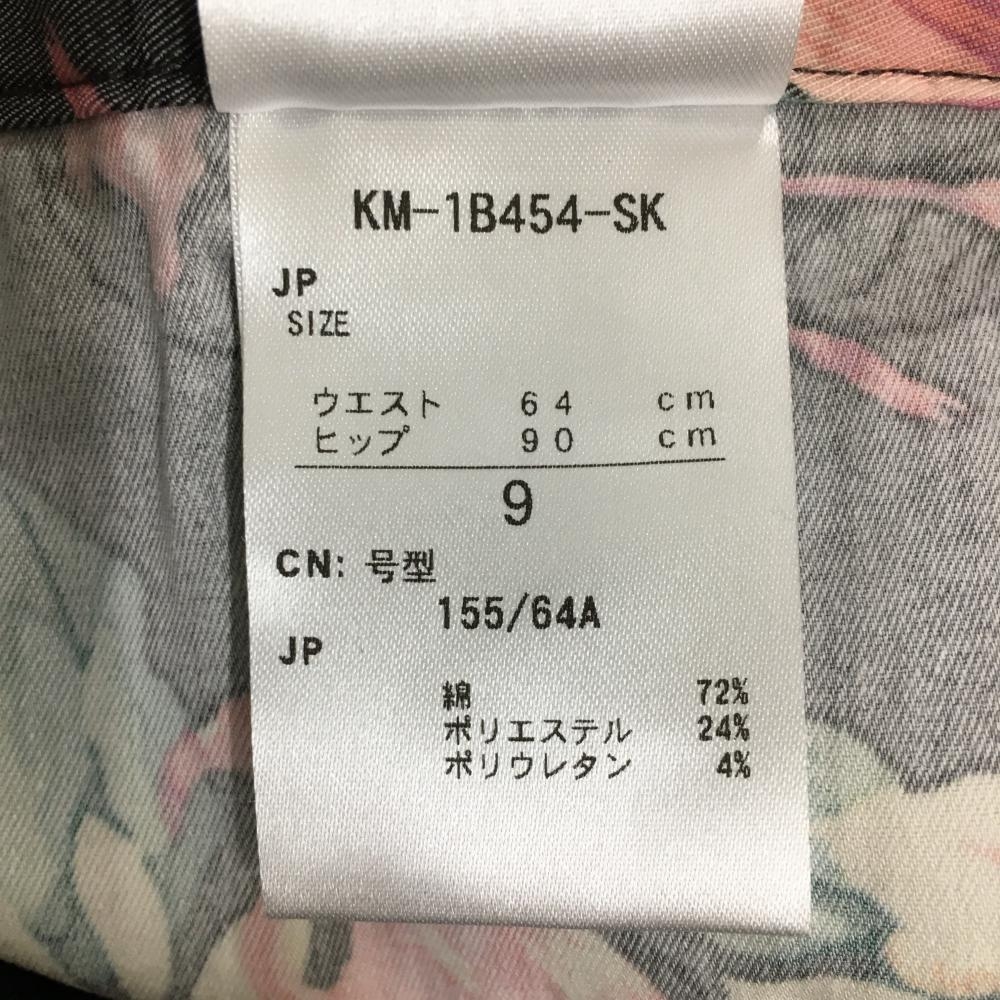 KM-1B454-SK
JP
SIZE
ウエスト 64 cm
ヒップ 90 cm
9
CN: 号型
155/64A
JP
綿 72%
ポリエステル 24%
ポリウレタン 4%